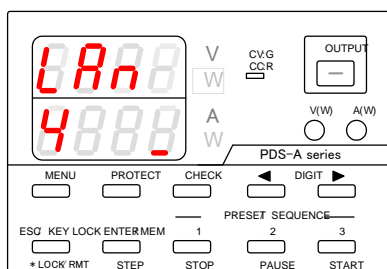 LAn V
W
CV:G
CC:R
OUTPUT
4 _ A
W
V(W) A(W)
PDS-A series
MENU PROTECT CHECK ◀ DIGIT ▶
PRESET SEQUENCE
ESC KEY LOCK ENTER MEM 1 2 3
* LOCK/ RMT STEP STOP PAUSE START